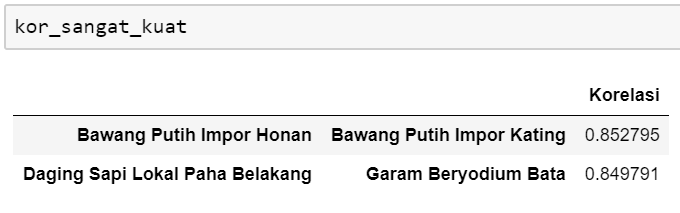 kor_sangat_kuat
Korelasi
Bawang Putih Impor Honan Bawang Putih Impor Kating 0.852795
Daging Sapi Lokal Paha Belakang Garam Beryodium Bata 0.849791